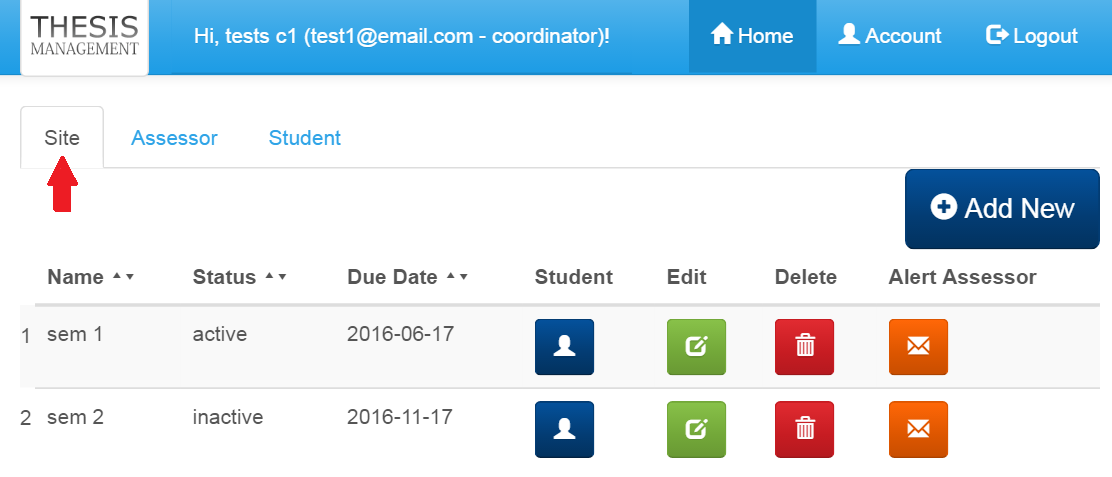 THESIS
MANAGEMENT
Hi, tests c1 (test1@email.com - coordinator)!
Home
Account
Logout
Site
Assessor
Student
Add New
Name
Status
Due Date
Student
Edit
Delete
Alert Assessor
1 sem 1 active 2016-06-17
2 sem 2 inactive 2016-11-17